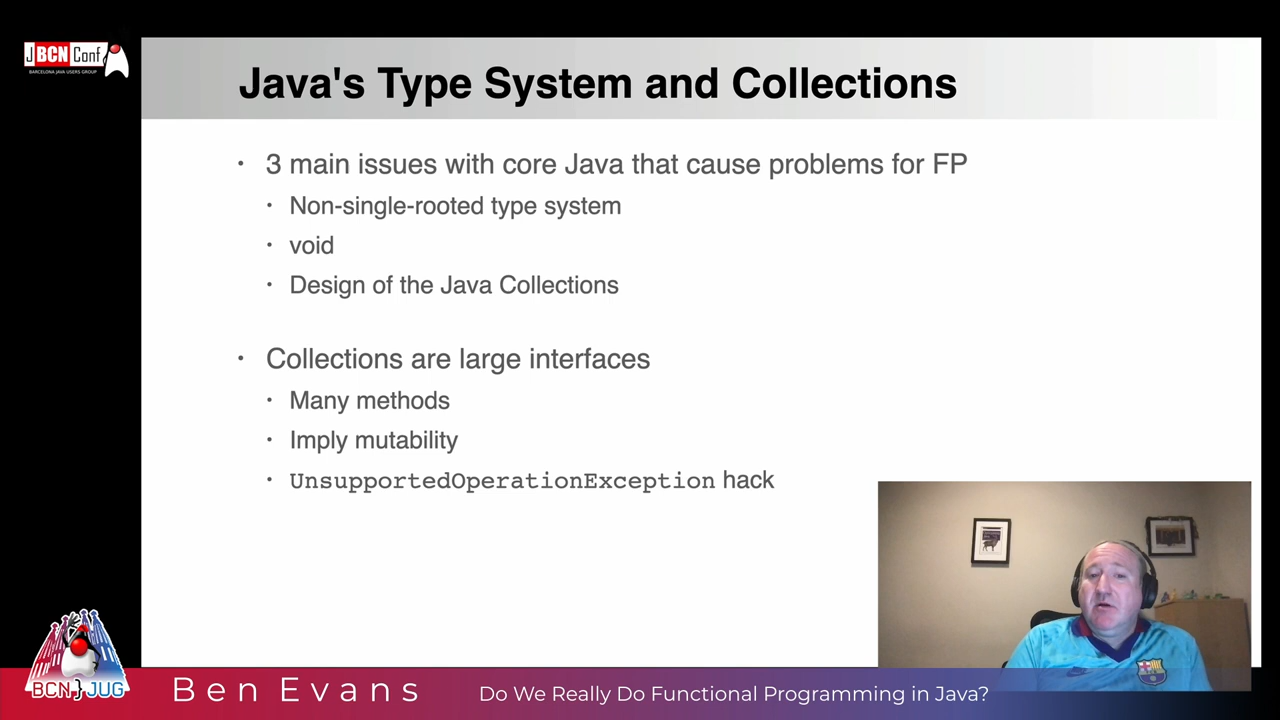 JBCNConf
BARCELONA JAVA USERS GROUP
Java's Type System and Collections
• 3 main issues with core Java that cause problems for FP
• Non-single-rooted type system
• void
• Design of the Java Collections
• Collections are large interfaces
• Many methods
• Imply mutability
• UnsupportedOperationException hack
BCN}JUG
Ben Evans
Do We Really Do Functional Programming in Java?